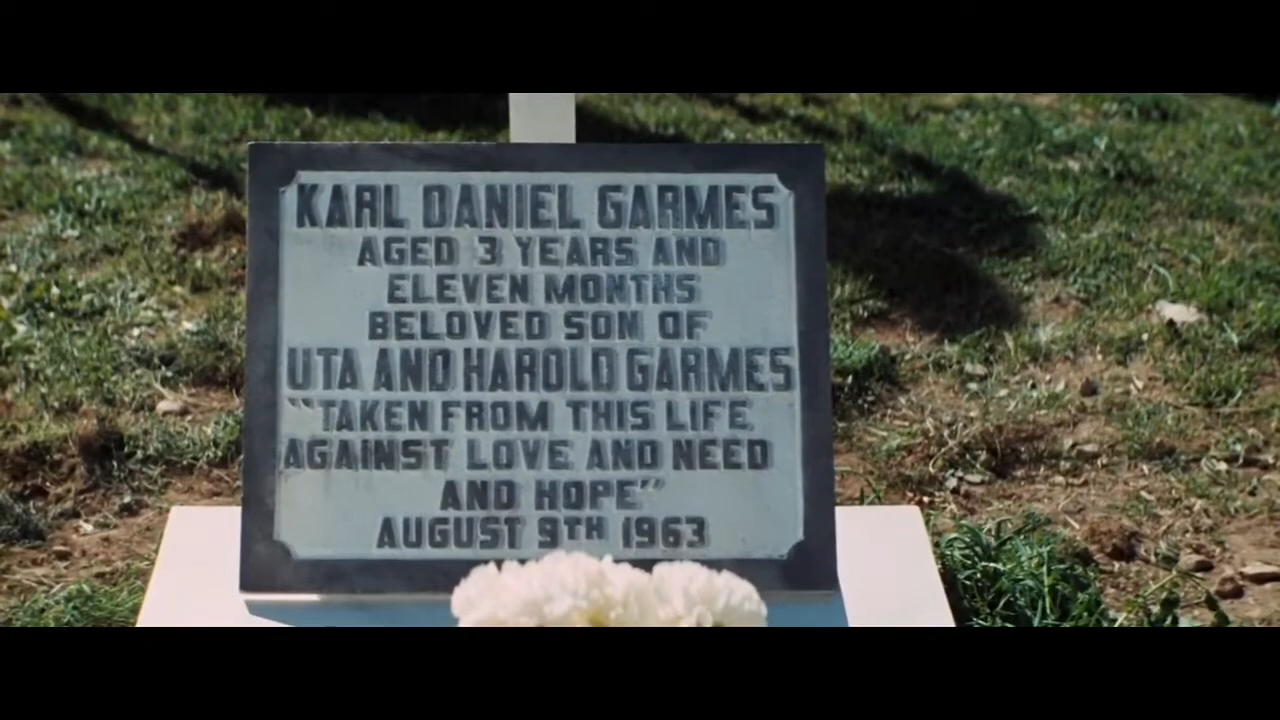 KARL DANIEL GARMES
AGED 3 YEARS AND
ELEVEN MONTHS
BELOVED SON OF
UTA AND HAROLD GARMES
"TAKEN FROM THIS LIFE
AGAINST LOVE AND NEED
AND HOPE"
AUGUST 9TH 1963